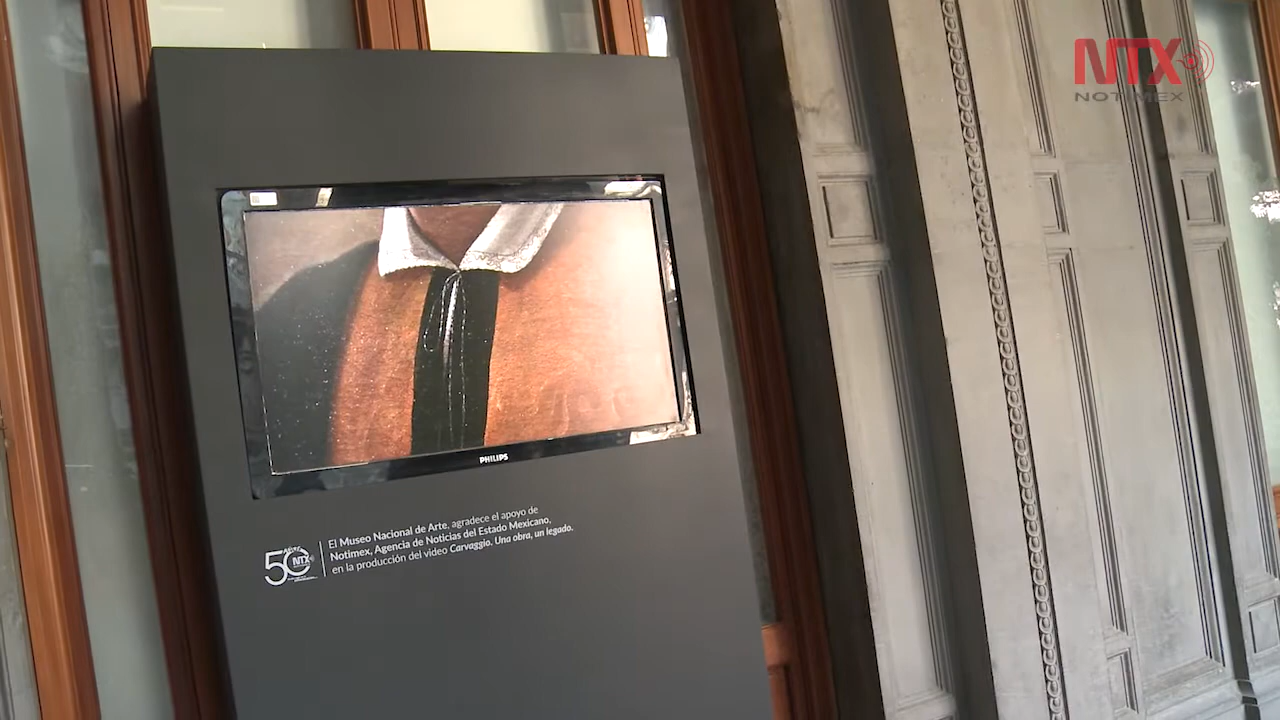 NTX
NOTIMEX
PHILIPS
50 años NTX
El Museo Nacional de Arte, agradece el apoyo de
Notimex, Agencia de Noticias del Estado Mexicano,
en la producción del video Carvaggio. Una obra, un legado.